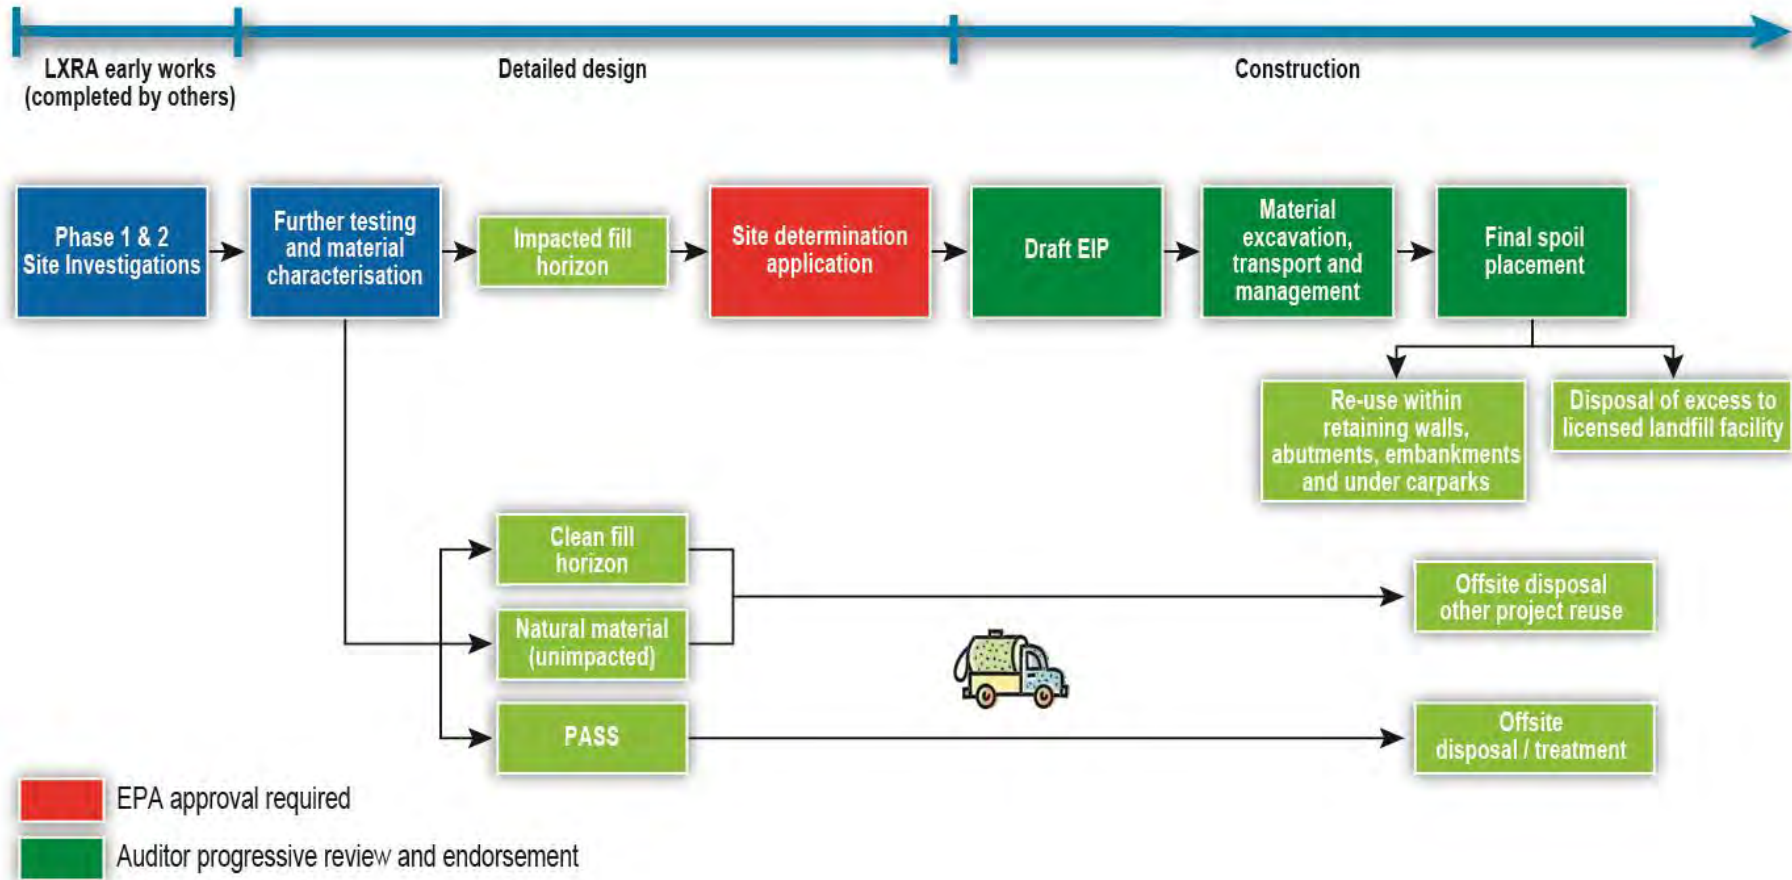 LXRA early works
(completed by others)
Detailed design
Construction
Phase 1 & 2
Site Investigations
Further testing
and material
characterisation
Impacted fill
horizon
Site determination
application
Draft EIP
Material
excavation,
transport and
management
Final spoil
placement
Re-use within
retaining walls,
abutments, embankments
and under carparks
Disposal of excess to
licensed landfill facility
Clean fill
horizon
Natural material
(unimpacted)
PASS
Offsite disposal
other project reuse
Offsite
disposal / treatment
EPA approval required
Auditor progressive review and endorsement